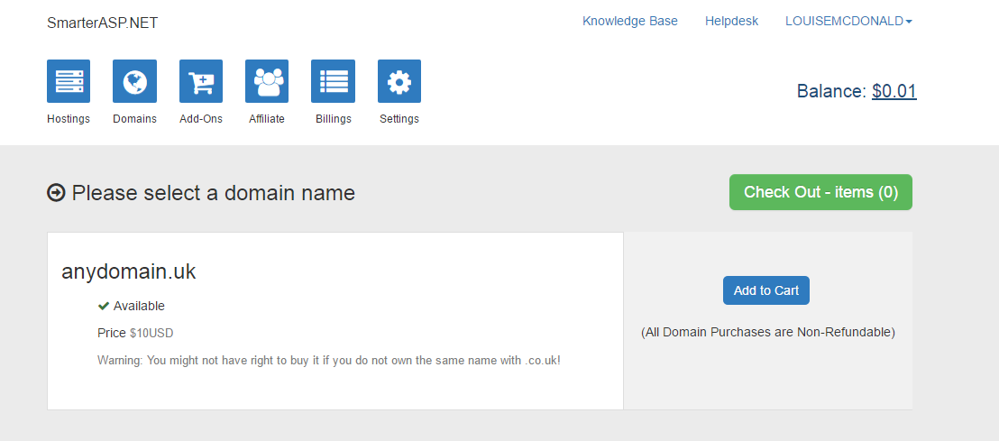 SmarterASP.NET
Knowledge Base Helpdesk LOUISEMCDONALD
Hostings Domains Add-Ons Affiliate Billings Settings
Balance: $0.01
Please select a domain name
Check Out - items (0)
anydomain.uk
Available
Price $10USD
Warning: You might not have right to buy it if you do not own the same name with .co.uk!
Add to Cart
(All Domain Purchases are Non-Refundable)